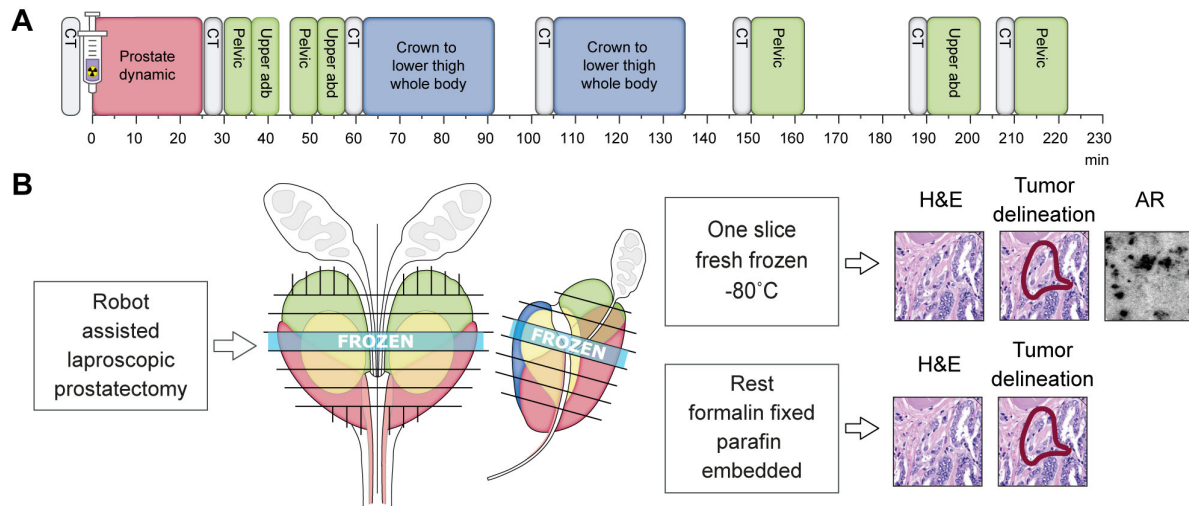 A
CT
Prostate
dynamic
CT
Pelvic
Upper adb
Pelvic
Upper abd
CT
Crown to
lower thigh
whole body
CT
Crown to
lower thigh
whole body
CT
Pelvic
CT
Upper abd
CT
Pelvic
0 10 20 30 40 50 60 70 80 90 100 110 120 130 140 150 160 170 180 190 200 210 220 230
min
B
Robot
assisted
laproscopic
prostatectomy
FROZEN
FROZEN
One slice
fresh frozen
-80˚C
H&E
Tumor
delineation
AR
Rest
formalin fixed
parafin
embedded
H&E
Tumor
delineation